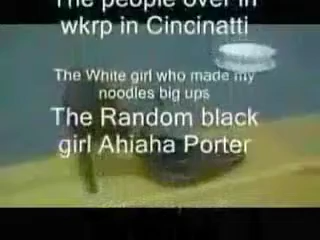 The people over in
wkrp in Cincinatti
The White girl who made my
noodles big ups
The Random black
girl Ahiaha Porter